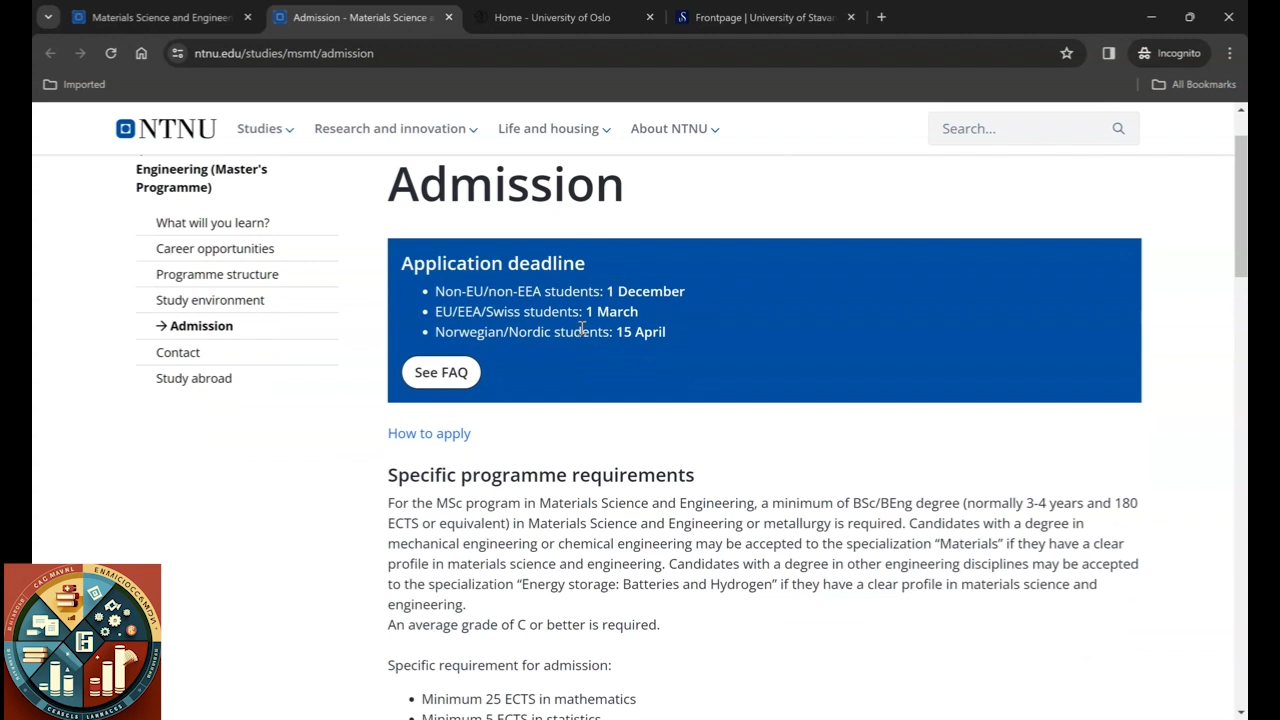 Materials Science and Engineer
Admission - Materials Science a
Home - University of Oslo
Frontpage | University of Stavan
ntnu.edu/studies/msmt/admission
Incognito
Imported
All Bookmarks
NTNU
Studies
Research and innovation
Life and housing
About NTNU
Search...
Engineering (Master's
Programme)
What will you learn?
Career opportunities
Programme structure
Study environment
→ Admission
Contact
Study abroad
Admission
Application deadline
• Non-EU/non-EEA students: 1 December
• EU/EEA/Swiss students: 1 March
• Norwegian/Nordic students: 15 April
See FAQ
How to apply
Specific programme requirements
For the MSc program in Materials Science and Engineering, a minimum of BSc/BEng degree (normally 3-4 years and 180
ECTS or equivalent) in Materials Science and Engineering or metallurgy is required. Candidates with a degree in
mechanical engineering or chemical engineering may be accepted to the specialization “Materials” if they have a clear
profile in materials science and engineering. Candidates with a degree in other engineering disciplines may be accepted
to the specialization “Energy storage: Batteries and Hydrogen” if they have a clear profile in materials science and
engineering.
An average grade of C or better is required.
Specific requirement for admission:
• Minimum 25 ECTS in mathematics
• Minimum 5 ECTS in statistics